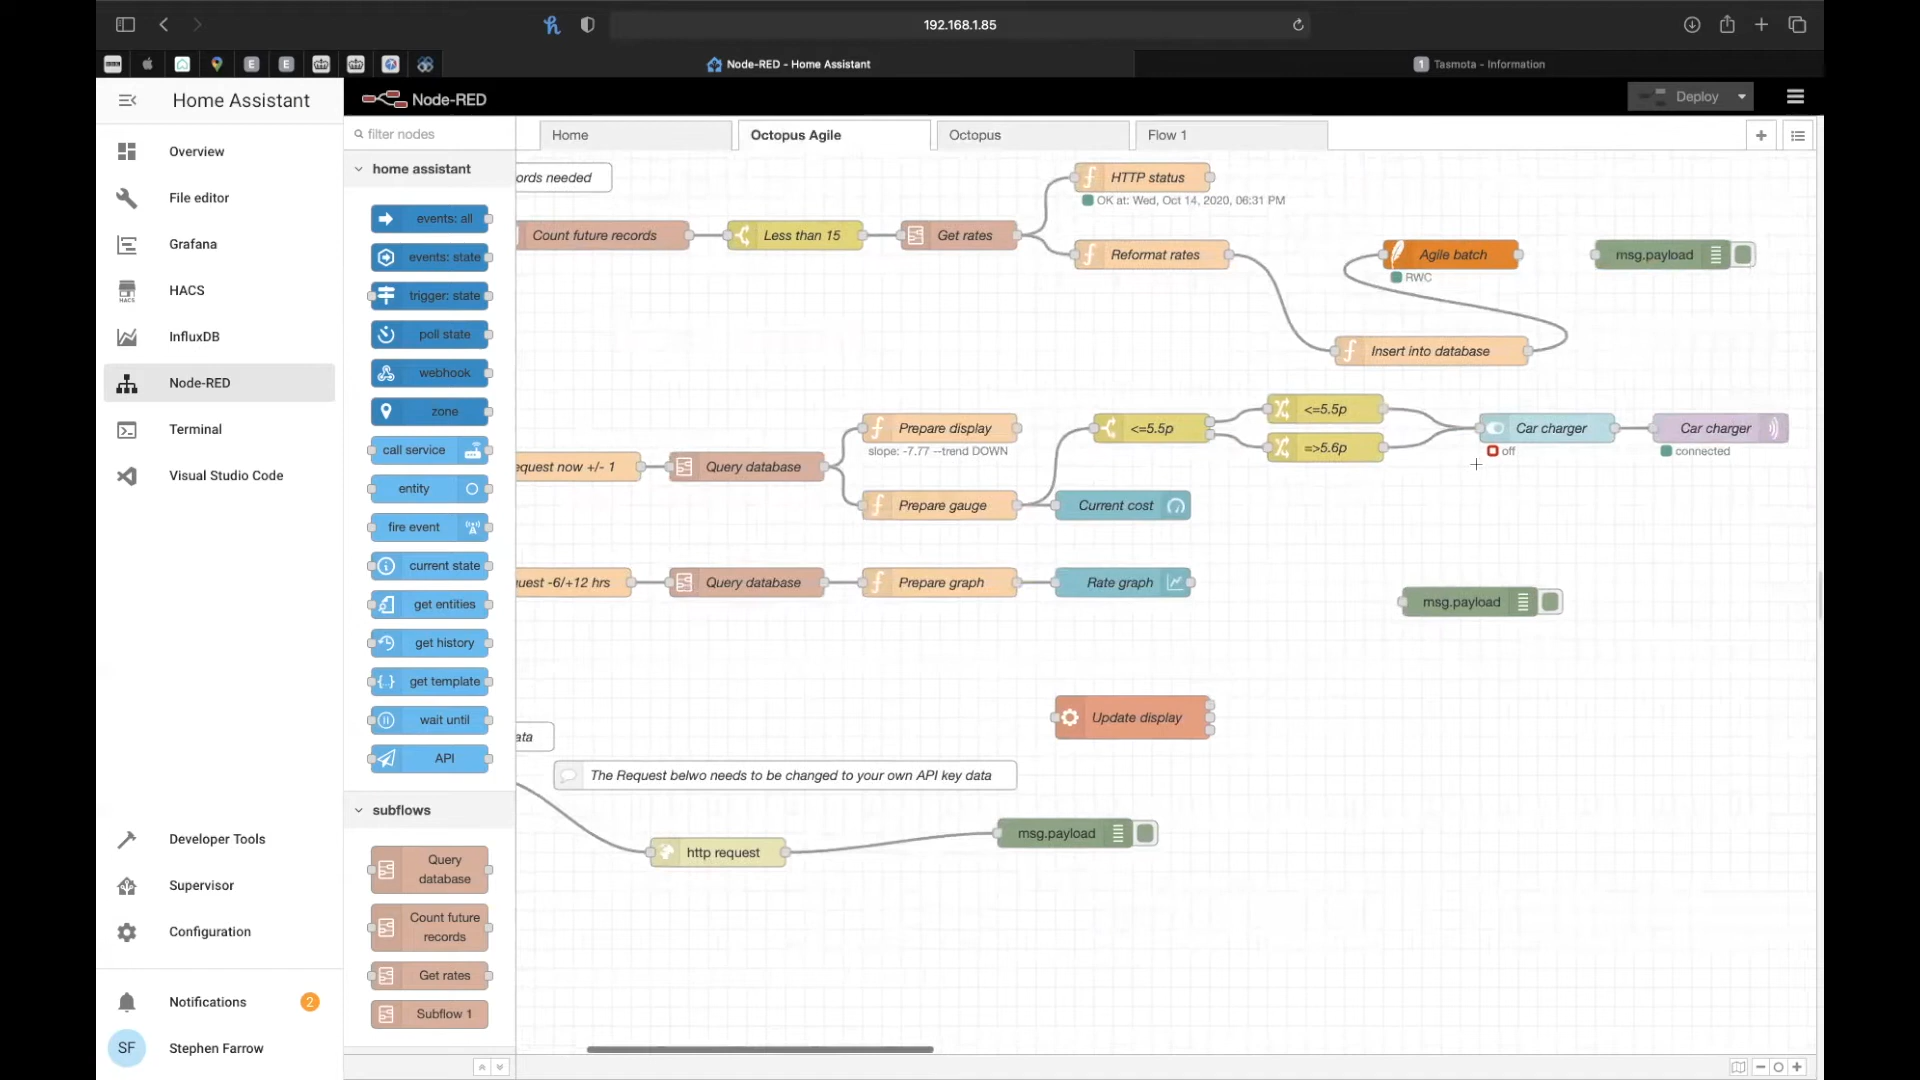 192.168.1.85
Node-RED - Home Assistant
1 Tasmota - Information
Home Assistant
Node-RED
Deploy
Overview
File editor
Grafana
HACS
HACS
InfluxDB
Node-RED
Terminal
Visual Studio Code
Developer Tools
Supervisor
Configuration
Notifications 2
SF Stephen Farrow
filter nodes
home assistant
events: all
events: state
trigger: state
poll state
webhook
zone
call service
entity
fire event
current state
get entities
get history
get template
wait until
API
subflows
Query
database
Count future
records
Get rates
Subflow 1
Home
Octopus Agile
Octopus
Flow 1
ords needed
HTTP status
OK at: Wed, Oct 14, 2020, 06:31 PM
Count future records
Less than 15
Get rates
Reformat rates
Agile batch
RWC
msg.payload
Insert into database
Prepare display
slope: -7.77 --trend DOWN
<=5.5p
<=5.5p
=>5.6p
Car charger
off
Car charger
connected
equest now +/- 1
Query database
Prepare gauge
Current cost
uest -6/+12 hrs
Query database
Prepare graph
Rate graph
msg.payload
Update display
ata
The Request belwo needs to be changed to your own API key data
http request
msg.payload